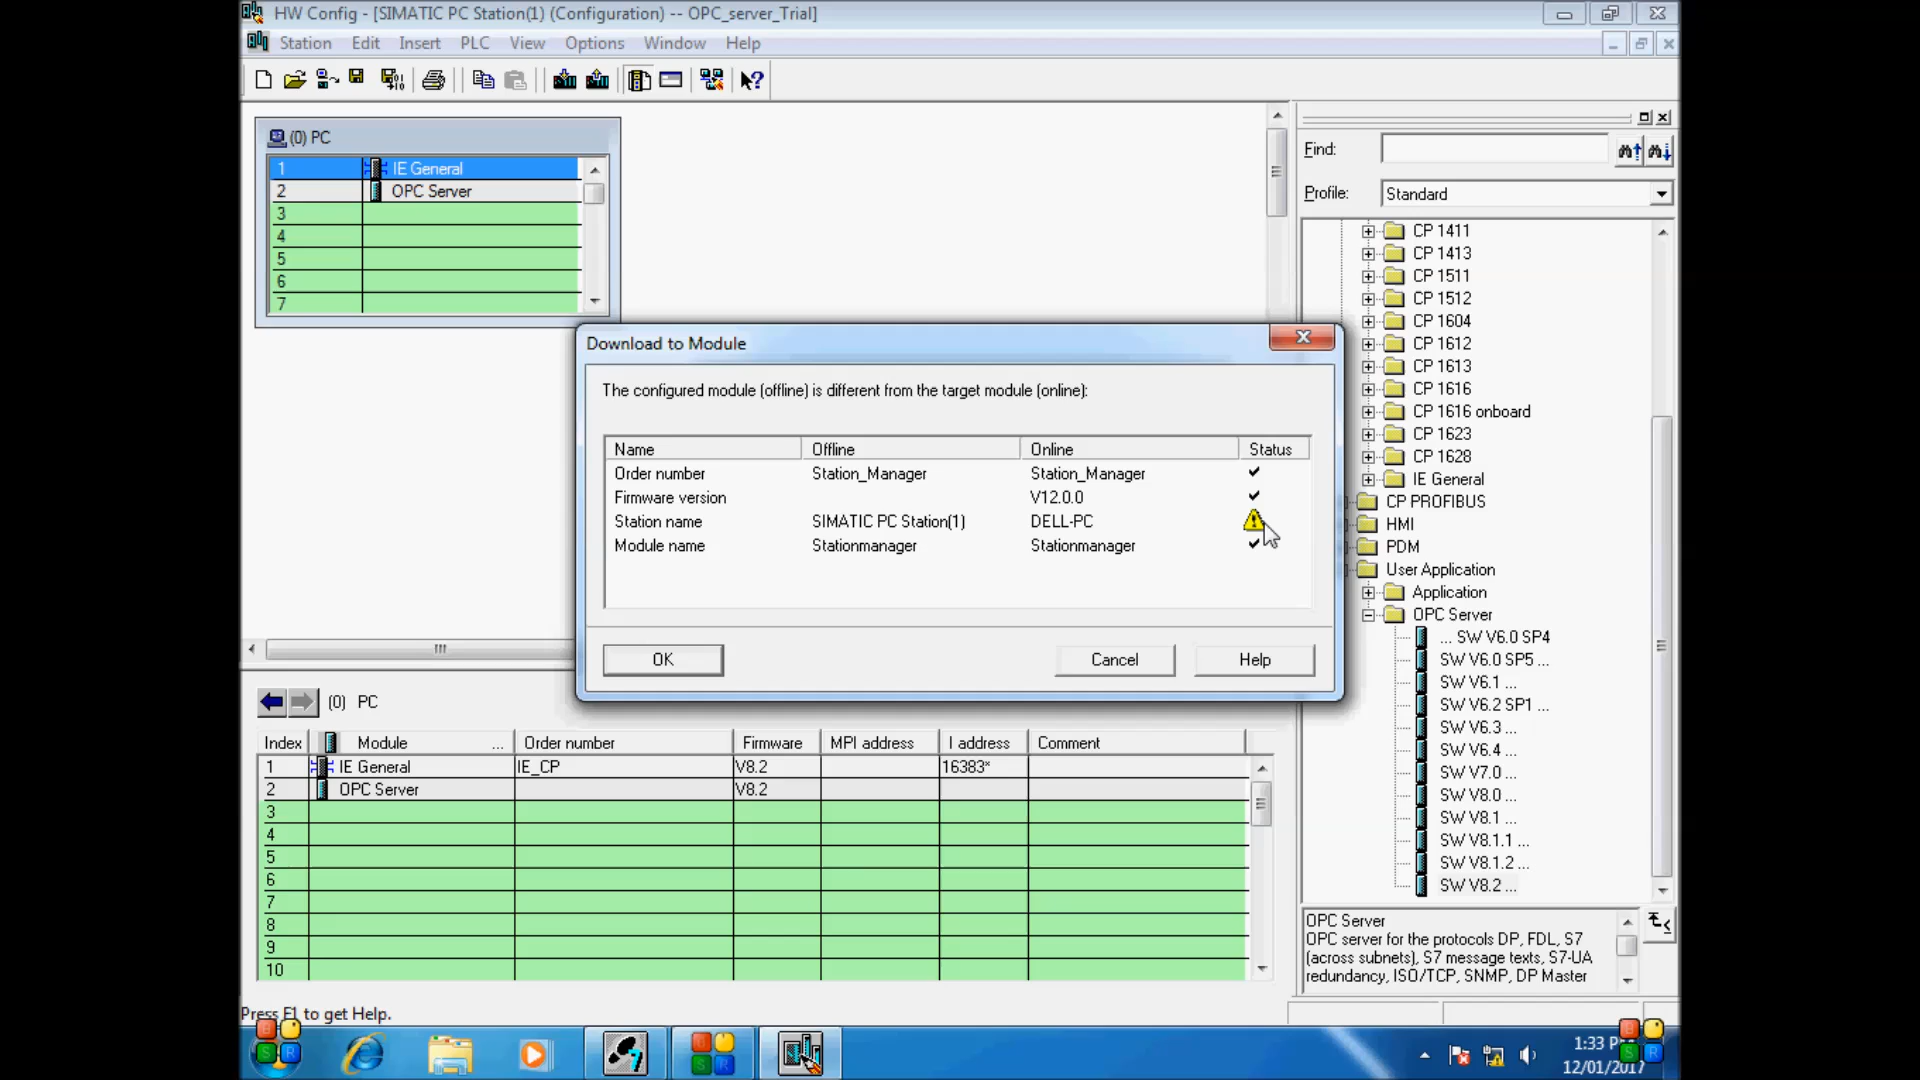 HW Config - [SIMATIC PC Station(1) (Configuration) -- OPC_server_Trial]
Station Edit Insert PLC View Options Window Help
(0) PC
1 IE General
2 OPC Server
3
4
5
6
7
Find:
Profile: Standard
CP 1411
CP 1413
CP 1511
CP 1512
CP 1604
CP 1612
CP 1613
CP 1616
CP 1616 onboard
CP 1623
CP 1628
IE General
CP PROFIBUS
HMI
PDM
User Application
Application
OPC Server
... SW V6.0 SP4
SW V6.0 SP5 ...
SW V6.1 ...
SW V6.2 SP1 ...
SW V6.3 ...
SW V6.4 ...
SW V7.0 ...
SW V8.0 ...
SW V8.1 ...
SW V8.1.1 ...
SW V8.1.2 ...
SW V8.2 ...
Download to Module
The configured module (offline) is different from the target module (online):
Name Offline Online Status
Order number Station_Manager Station_Manager
Firmware version V12.0.0
Station name SIMATIC PC Station(1) DELL-PC
Module name Stationmanager Stationmanager
OK Cancel Help
(0) PC
Index Module ... Order number Firmware MPI address I address Comment
1 IE General IE_CP V8.2 16383*
2 OPC Server V8.2
3
4
5
6
7
8
9
10
OPC Server
OPC server for the protocols DP, FDL, S7
(across subnets), S7 message texts, S7-UA
redundancy, ISO/TCP, SNMP, DP Master
Press F1 to get Help.
1:33 P
12/01/2017